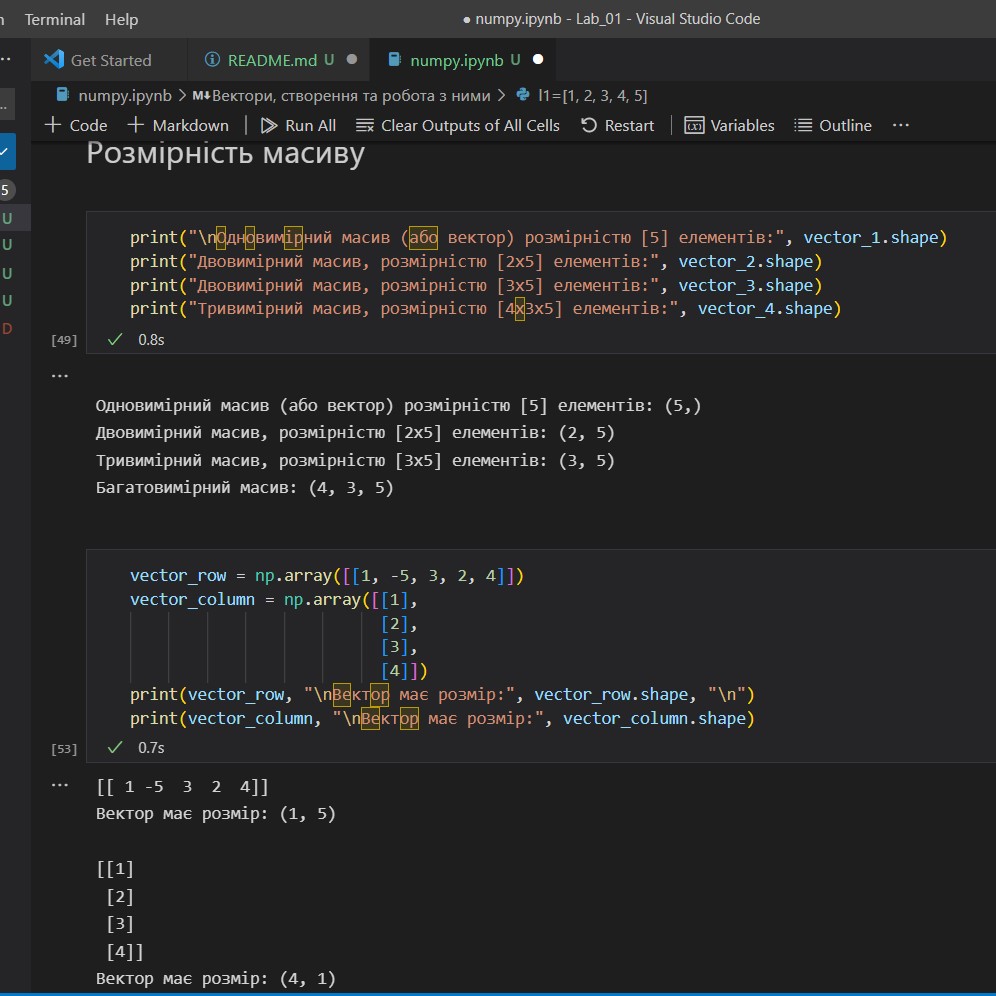 Terminal Help ● numpy.ipynb - Lab_01 - Visual Studio Code
Get Started README.md U ● numpy.ipynb U ●
numpy.ipynb > M↓Вектори, створення та робота з ними > l1=[1, 2, 3, 4, 5]
+ Code + Markdown | Run All Clear Outputs of All Cells Restart | Variables Outline ...
5
U
U
U
U
D
Розмірність масиву
print("\nОдновимірний масив (або вектор) розмірністю [5] елементів:", vector_1.shape)
print("Двовимірний масив, розмірністю [2x5] елементів:", vector_2.shape)
print("Двовимірний масив, розмірністю [3x5] елементів:", vector_3.shape)
print("Тривимірний масив, розмірністю [4х3x5] елементів:", vector_4.shape)
[49] ✓ 0.8s
...
Одновимірний масив (або вектор) розмірністю [5] елементів: (5,)
Двовимірний масив, розмірністю [2x5] елементів: (2, 5)
Тривимірний масив, розмірністю [3x5] елементів: (3, 5)
Багатовимірний масив: (4, 3, 5)
vector_row = np.array([[1, -5, 3, 2, 4]])
vector_column = np.array([[1],
[2],
[3],
[4]])
print(vector_row, "\nВектор має розмір:", vector_row.shape, "\n")
print(vector_column, "\nВектор має розмір:", vector_column.shape)
[53] ✓ 0.7s
...
[[ 1 -5  3  2  4]]
Вектор має розмір: (1, 5)
[[1]
[2]
[3]
[4]]
Вектор має розмір: (4, 1)